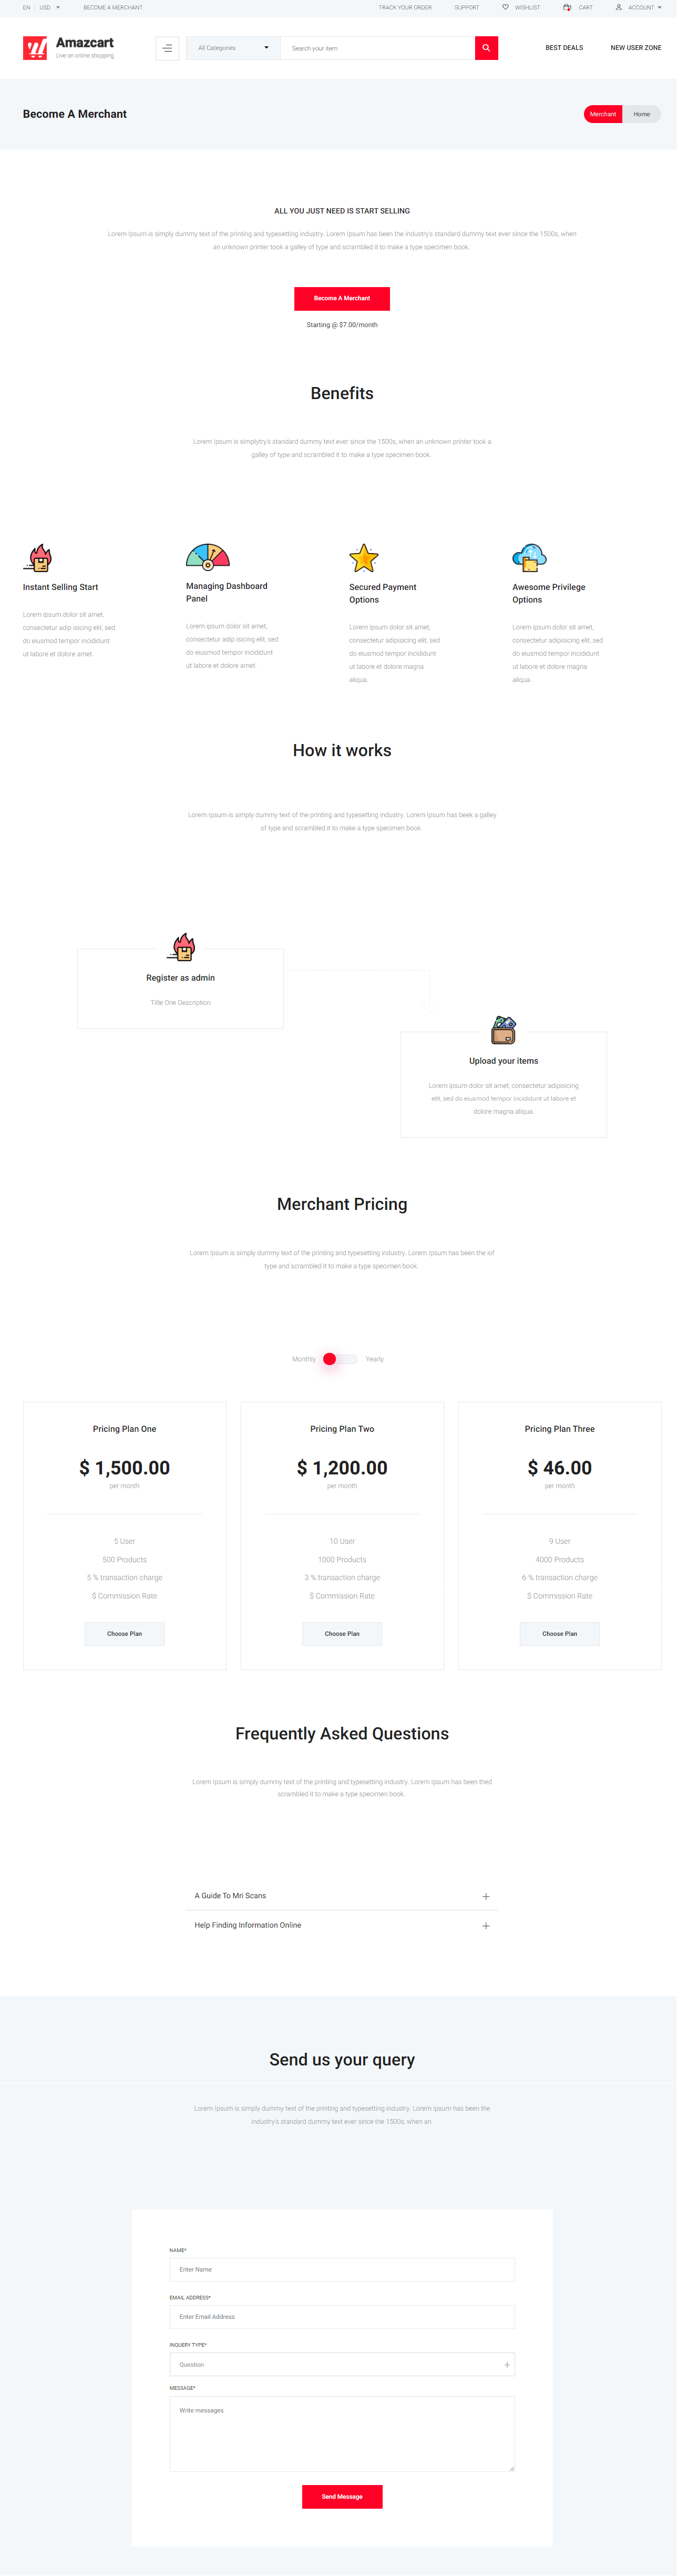 EN | USD
BECOME A MERCHANT
TRACK YOUR ORDER
SUPPORT
WISHLIST
CART
ACCOUNT
Amazcart
Live on online shopping
All Categories
Search your item
BEST DEALS
NEW USER ZONE
Become A Merchant
Merchant
Home
ALL YOU JUST NEED IS START SELLING
Lorem Ipsum is simply dummy text of the printing and typesetting industry. Lorem Ipsum has been the industry's standard dummy text ever since the 1500s, when
an unknown printer took a galley of type and scrambled it to make a type specimen book.
Become A Merchant
Starting @ $7.00/month
Benefits
Lorem Ipsum is simplytry's standard dummy text ever since the 1500s, when an unknown printer took a
galley of type and scrambled it to make a type specimen book.
Instant Selling Start
Lorem ipsum dolor sit amet,
consectetur adip isicing elit, sed
do eiusmod tempor incididunt
ut labore et dolore amet.
Managing Dashboard
Panel
Lorem ipsum dolor sit amet,
consectetur adip isicing elit, sed
do eiusmod tempor incididunt
ut labore et dolore amet.
Secured Payment
Options
Lorem ipsum dolor sit amet,
consectetur adipisicing elit, sed
do eiusmod tempor incididunt
ut labore et dolore magna
aliqua.
Awesome Privilege
Options
Lorem ipsum dolor sit amet,
consectetur adipisicing elit, sed
do eiusmod tempor incididunt
ut labore et dolore magna
aliqua.
How it works
Lorem Ipsum is simply dummy text of the printing and typesetting industry. Lorem Ipsum has beek a galley
of type and scrambled it to make a type specimen book.
Register as admin
Title One Description
Upload your items
Lorem ipsum dolor sit amet, consectetur adipisicing
elit, sed do eiusmod tempor incididunt ut labore et
dolore magna aliqua.
Merchant Pricing
Lorem Ipsum is simply dummy text of the printing and typesetting industry. Lorem Ipsum has been the iof
type and scrambled it to make a type specimen book.
Monthly
Yearly
Pricing Plan One
$ 1,500.00
per month
5 User
500 Products
5 % transaction charge
$ Commission Rate
Choose Plan
Pricing Plan Two
$ 1,200.00
per month
10 User
1000 Products
3 % transaction charge
$ Commission Rate
Choose Plan
Pricing Plan Three
$ 46.00
per month
9 User
4000 Products
6 % transaction charge
$ Commission Rate
Choose Plan
Frequently Asked Questions
Lorem Ipsum is simply dummy text of the printing and typesetting industry. Lorem Ipsum has been thed
scrambled it to make a type specimen book.
A Guide To Mri Scans
Help Finding Information Online
Send us your query
Lorem Ipsum is simply dummy text of the printing and typesetting industry. Lorem Ipsum has been the
industry's standard dummy text ever since the 1500s, when an
NAME*
Enter Name
EMAIL ADDRESS*
Enter Email Address
INQUERY TYPE*
Question
MESSAGE*
Write messages
Send Message